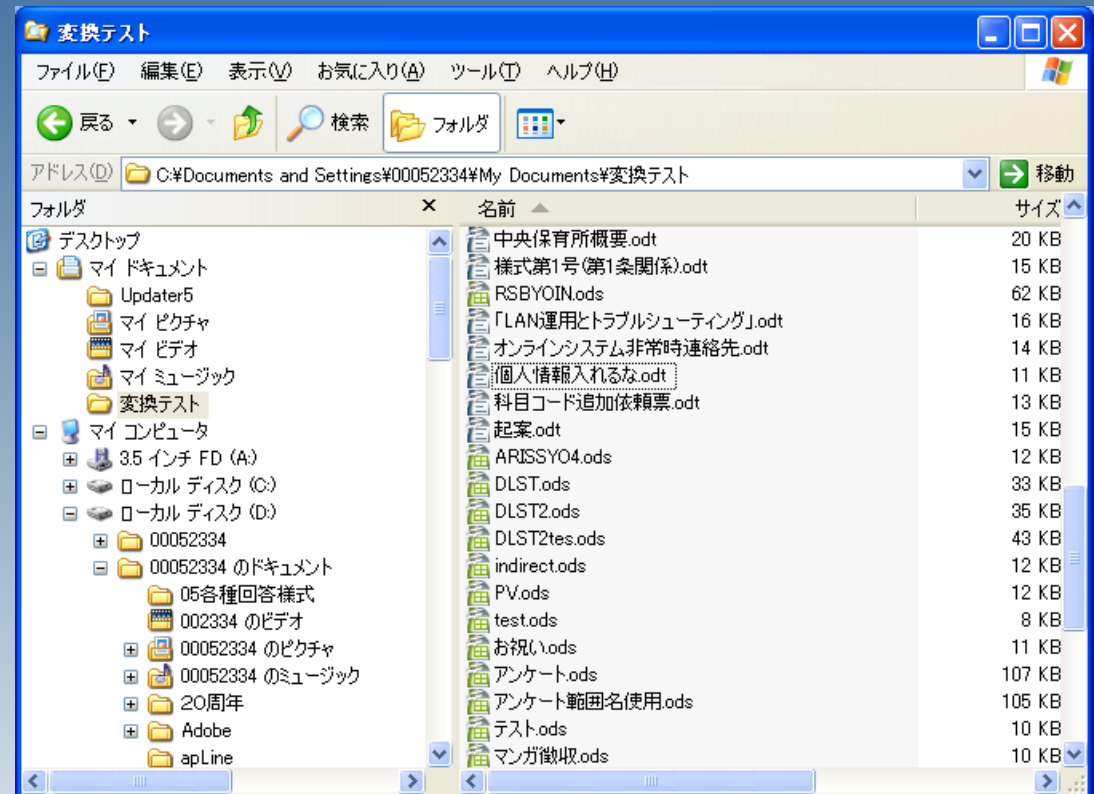 変換テスト
ファイル(F) 編集(E) 表示(V) お気に入り(A) ツール(T) ヘルプ(H)
戻る 検索 フォルダ
アドレス(D) C:¥Documents and Settings¥00052334¥My Documents¥変換テスト 移動
フォルダ × 名前 サイズ
デスクトップ
マイ ドキュメント
Updater5
マイ ピクチャ
マイ ビデオ
マイ ミュージック
変換テスト
マイ コンピュータ
3.5 インチ FD (A:)
ローカル ディスク (C:)
ローカル ディスク (D:)
00052334
00052334 のドキュメント
05各種回答様式
002334 のビデオ
00052334 のピクチャ
00052334 のミュージック
20周年
Adobe
apLine
中央保育所概要.odt 20 KB
様式第1号(第1条関係).odt 15 KB
RSBYOIN.ods 62 KB
「LAN運用とトラブルシューティング」.odt 16 KB
オンラインシステム非常時連絡先.odt 14 KB
個人情報入れるな.odt 11 KB
科目コード追加依頼票.odt 13 KB
起案.odt 15 KB
ARISSYO4.ods 12 KB
DLST.ods 33 KB
DLST2.ods 35 KB
DLST2tes.ods 43 KB
indirect.ods 12 KB
PV.ods 12 KB
test.ods 8 KB
お祝い.ods 11 KB
アンケート.ods 107 KB
アンケート範囲名使用.ods 105 KB
テスト.ods 10 KB
マンガ徴収.ods 10 KB